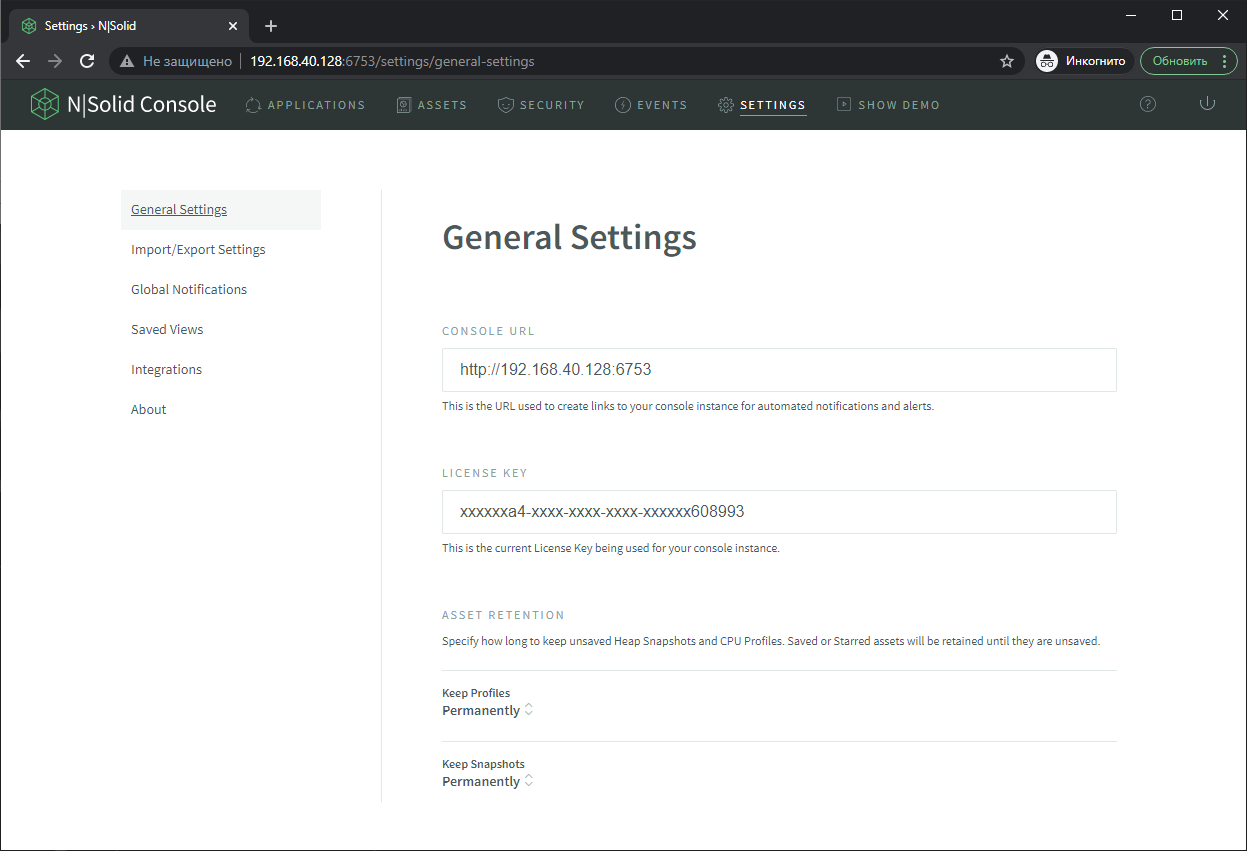 Settings › N|Solid
Не защищено 192.168.40.128:6753/settings/general-settings Инкогнито Обновить
N|Solid Console APPLICATIONS ASSETS SECURITY EVENTS SETTINGS SHOW DEMO
General Settings
Import/Export Settings
Global Notifications
Saved Views
Integrations
About
General Settings
CONSOLE URL
http://192.168.40.128:6753
This is the URL used to create links to your console instance for automated notifications and alerts.
LICENSE KEY
xxxxxxa4-xxxx-xxxx-xxxx-xxxxxx608993
This is the current License Key being used for your console instance.
ASSET RETENTION
Specify how long to keep unsaved Heap Snapshots and CPU Profiles. Saved or Starred assets will be retained until they are unsaved.
Keep Profiles
Permanently
Keep Snapshots
Permanently